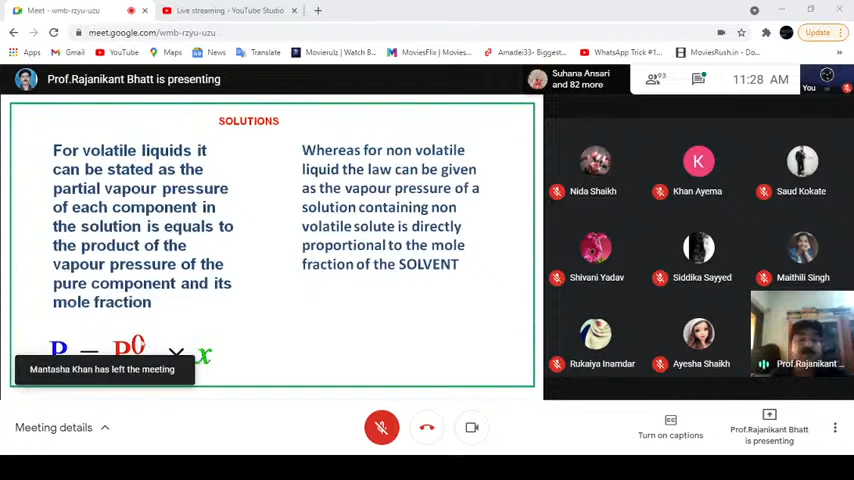 Meet - wmb-rzyu-uzu
Live streaming - YouTube Studio
meet.google.com/wmb-rzyu-uzu
Update
Apps
Gmail
YouTube
Maps
News
Translate
Movierulz | Watch B...
MoviesFlix | Movies...
Amadei33- Biggest...
WhatsApp Trick #1...
MoviesRush.in - Do...
Prof.Rajanikant Bhatt is presenting
Suhana Ansari
and 82 more
93
11:28 AM
You
SOLUTIONS
For volatile liquids it
can be stated as the
partial vapour pressure
of each component in
the solution is equals to
the product of the
vapour pressure of the
pure component and its
mole fraction
P = P0 × x
Whereas for non volatile
liquid the law can be given
as the vapour pressure of a
solution containing non
volatile solute is directly
proportional to the mole
fraction of the SOLVENT
Mantasha Khan has left the meeting
Nida Shaikh
K
Khan Ayema
Saud Kokate
Shivani Yadav
Siddika Sayyed
Maithili Singh
Rukaiya Inamdar
Ayesha Shaikh
Prof.Rajanikant ...
Meeting details
Turn on captions
Prof.Rajanikant Bhatt
is presenting